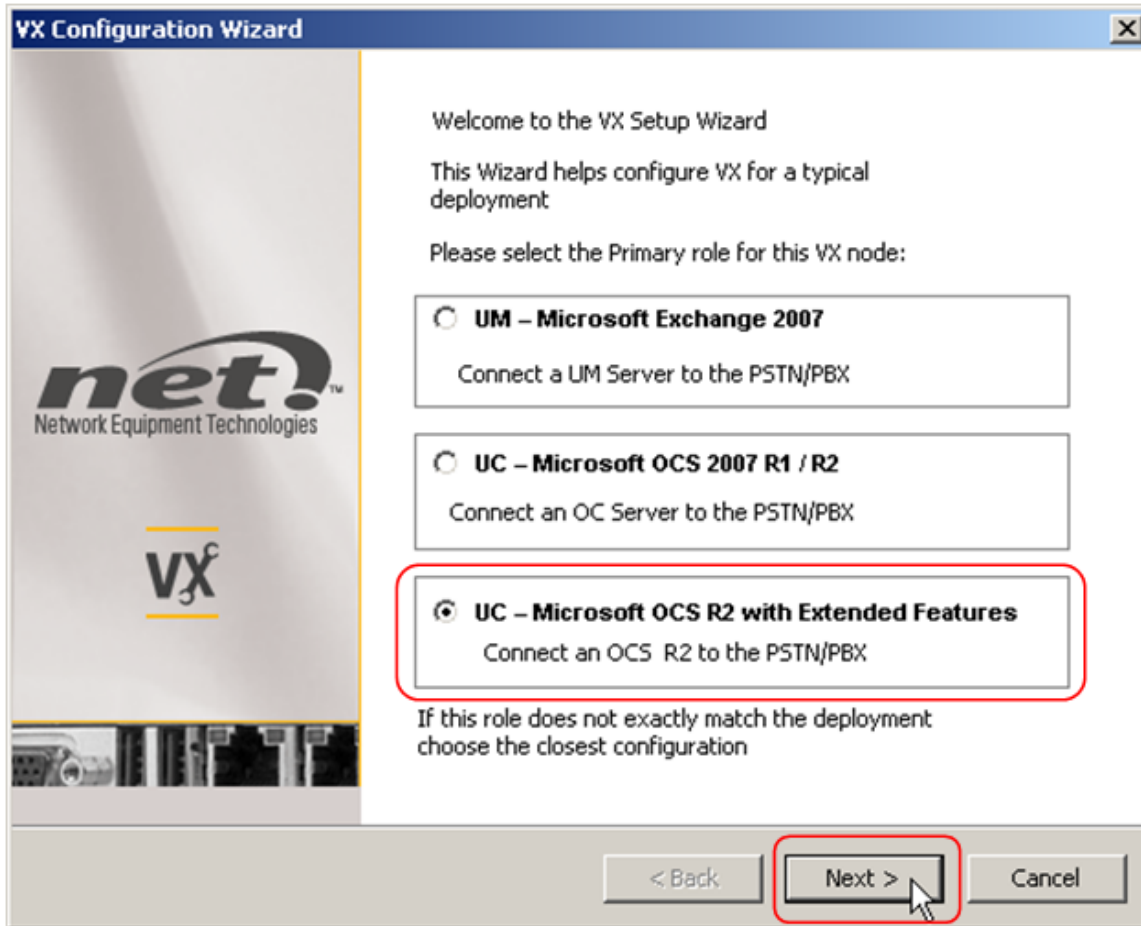 VX Configuration Wizard
Welcome to the VX Setup Wizard
This Wizard helps configure VX for a typical
deployment
Please select the Primary role for this VX node:
UM – Microsoft Exchange 2007
Connect a UM Server to the PSTN/PBX
UC – Microsoft OCS 2007 R1 / R2
Connect an OC Server to the PSTN/PBX
UC – Microsoft OCS R2 with Extended Features
Connect an OCS R2 to the PSTN/PBX
If this role does not exactly match the deployment
choose the closest configuration
net
TM
Network Equipment Technologies
VX
< Back
Next >
Cancel